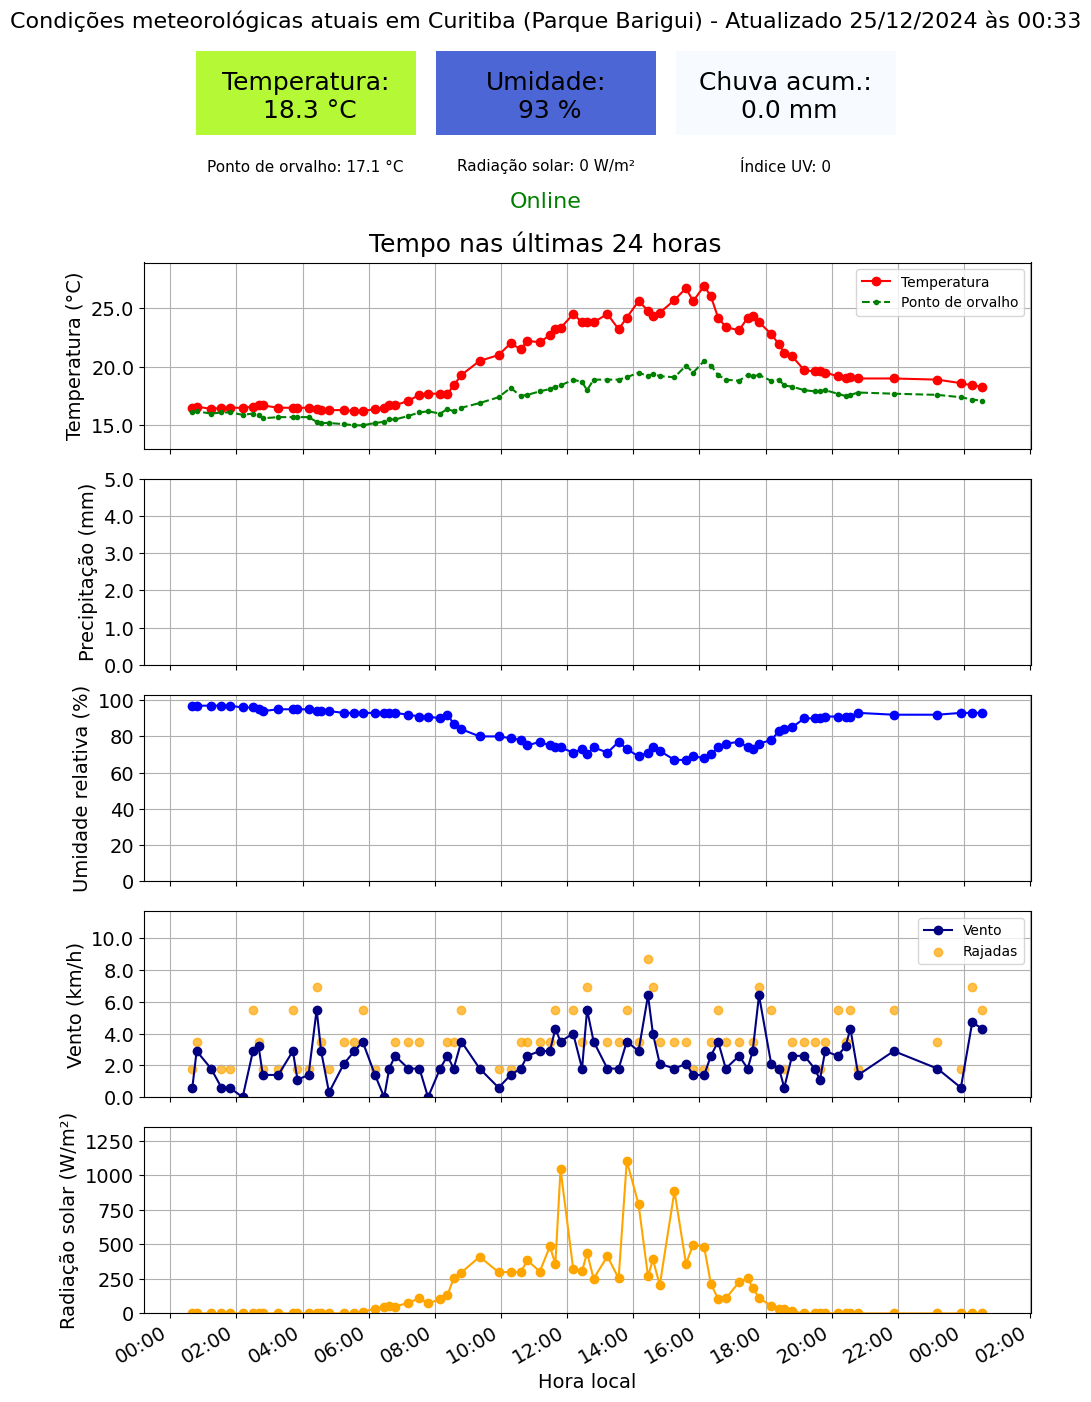 Condições meteorológicas atuais em Curitiba (Parque Barigui) - Atualizado 25/12/2024 às 00:33
Temperatura:
18.3 °C
Umidade:
93 %
Chuva acum.:
0.0 mm
Ponto de orvalho: 17.1 °C
Radiação solar: 0 W/m²
Índice UV: 0
Online
Tempo nas últimas 24 horas
Temperatura (°C)
25.0
20.0
15.0
Temperatura
Ponto de orvalho
Precipitação (mm)
5.0
4.0
3.0
2.0
1.0
0.0
Umidade relativa (%)
100
80
60
40
20
0
Vento (km/h)
10.0
8.0
6.0
4.0
2.0
0.0
Vento
Rajadas
Radiação solar (W/m²)
1250
1000
750
500
250
0
00:00 02:00 04:00 06:00 08:00 10:00 12:00 14:00 16:00 18:00 20:00 22:00 00:00 02:00
Hora local